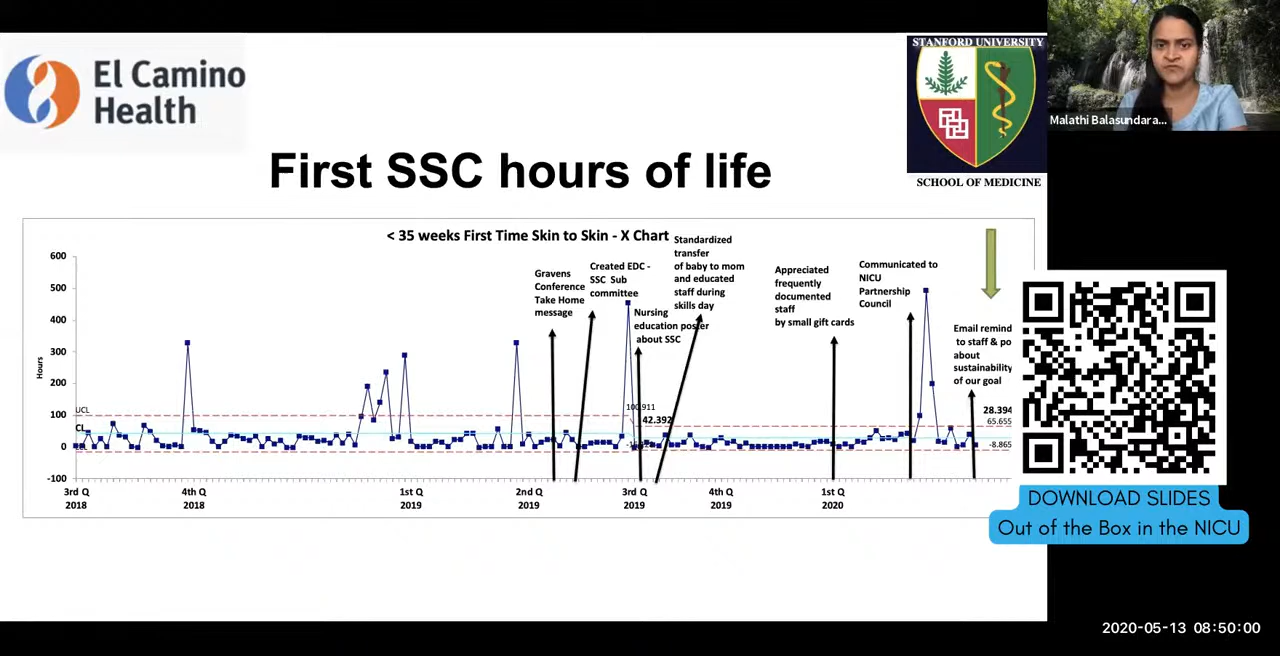 El Camino
Health
STANFORD UNIVERSITY
SCHOOL OF MEDICINE
Malathi Balasundara...
First SSC hours of life
< 35 weeks First Time Skin to Skin - X Chart
Hours
600
500
400
300
200
100
0
-100
UCL
CL
3rd Q
2018
4th Q
2018
1st Q
2019
2nd Q
2019
3rd Q
2019
4th Q
2019
1st Q
2020
Gravens
Conference
Take Home
message
Created EDC -
SSC Sub
committee
Nursing
education poster
about SSC
Standardized
transfer
of baby to mom
and educated
staff during
skills day
Appreciated
frequently
documented
staff
by small gift cards
Communicated to
NICU
Partnership
Council
Email remind
to staff & po
about
sustainability
of our goal
100.911
42.392
28.394
65.655
-8.865
DOWNLOAD SLIDES
Out of the Box in the NICU
2020-05-13 08:50:00